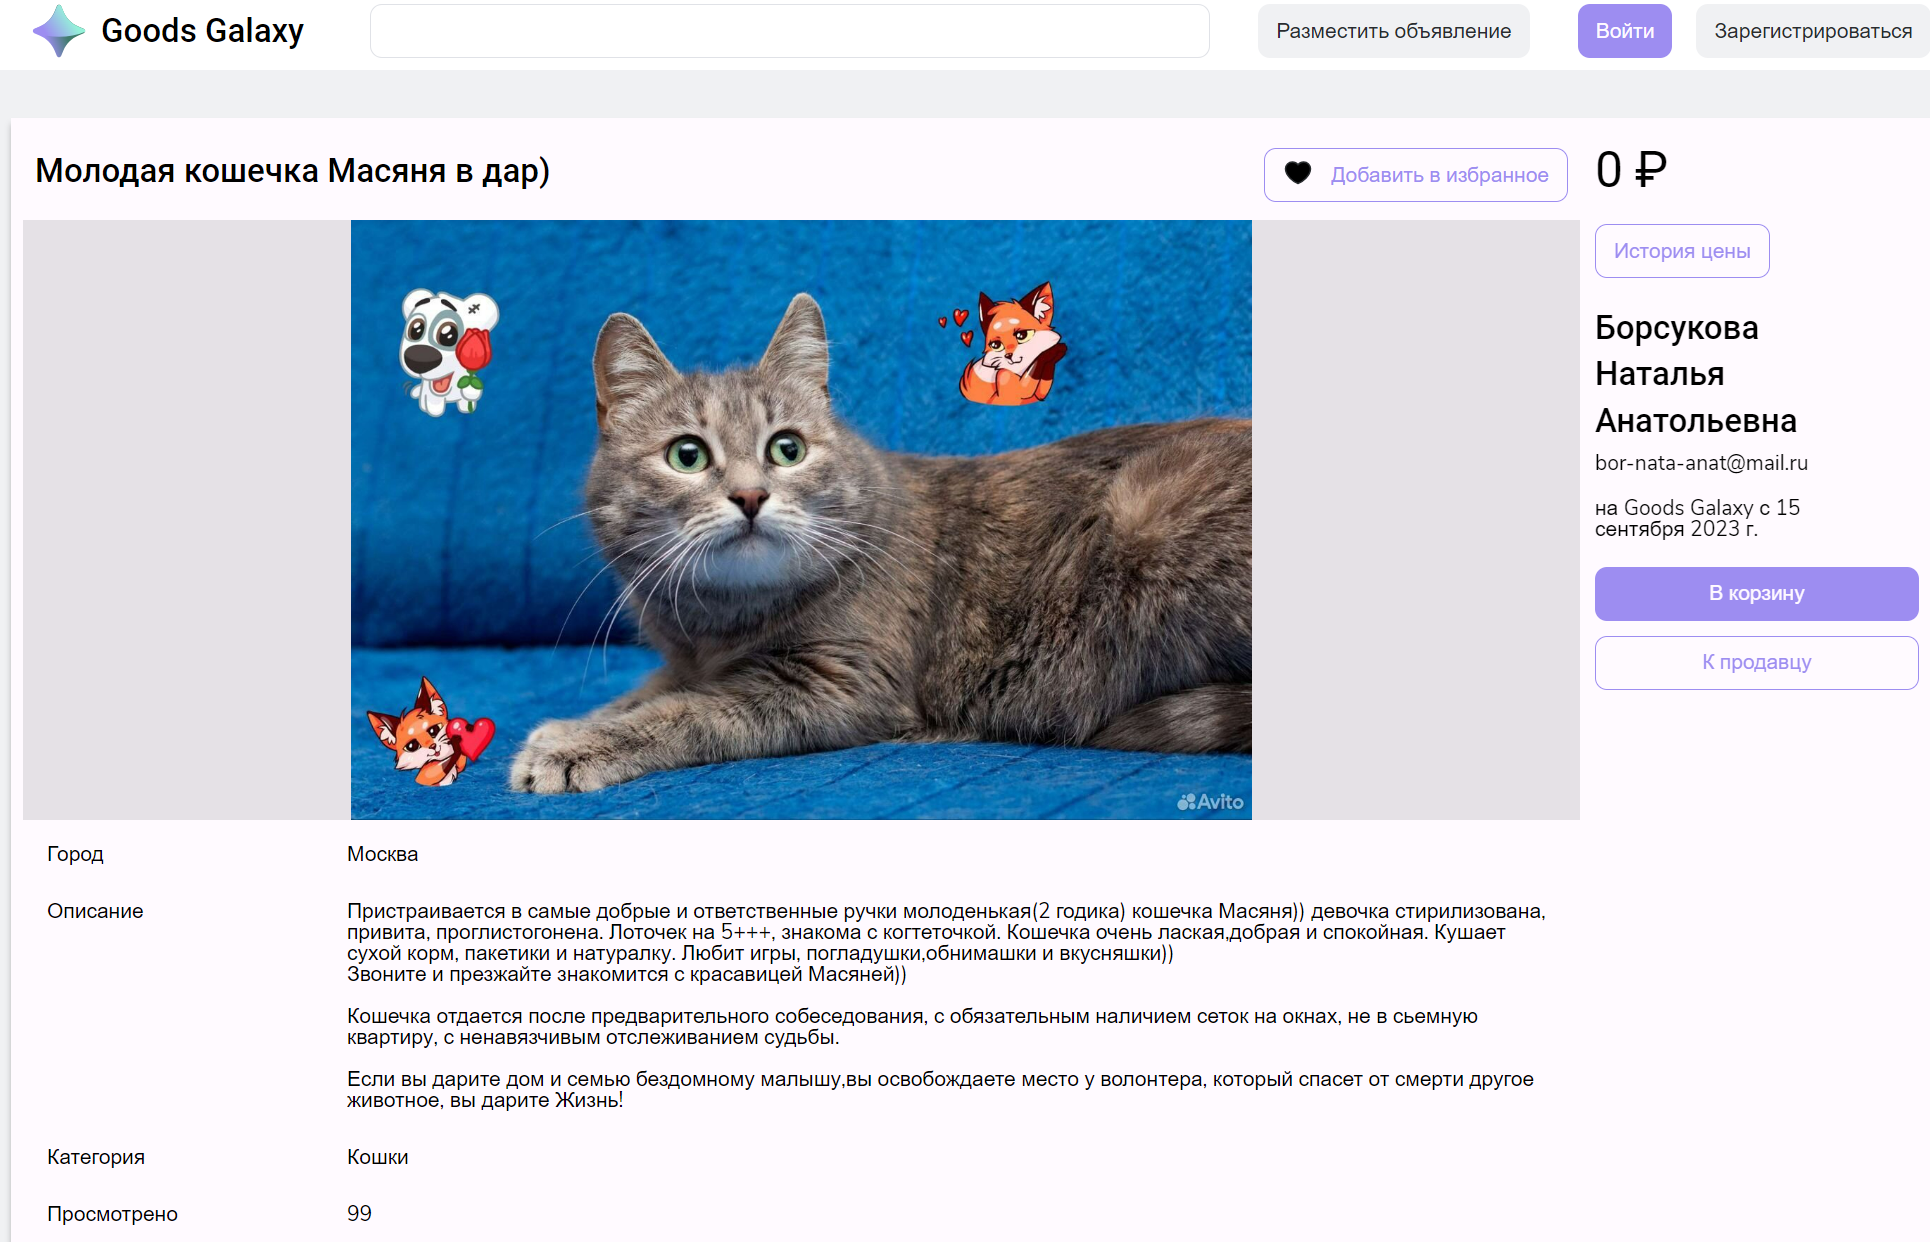 Goods Galaxy
Разместить объявление
Войти
Зарегистрироваться
Молодая кошечка Масяня в дар)
Добавить в избранное
0 ₽
История цены
Борсукова
Наталья
Анатольевна
bor-nata-anat@mail.ru
на Goods Galaxy с 15
сентября 2023 г.
В корзину
К продавцу
Avito
Город
Москва
Описание
Пристраивается в самые добрые и ответственные ручки молоденькая(2 годика) кошечка Масяня)) девочка стирилизована,
привита, проглистогонена. Лоточек на 5+++, знакома с когтеточкой. Кошечка очень лаская,добрая и спокойная. Кушает
сухой корм, пакетики и натуралку. Любит игры, погладушки,обнимашки и вкусняшки))
Звоните и презжайте знакомится с красавицей Масяней))
Кошечка отдается после предварительного собеседования, с обязательным наличием сеток на окнах, не в сьемную
квартиру, с ненавязчивым отслеживанием судьбы.
Если вы дарите дом и семью бездомному малышу,вы освобождаете место у волонтера, который спасет от смерти другое
животное, вы дарите Жизнь!
Категория
Кошки
Просмотрено
99